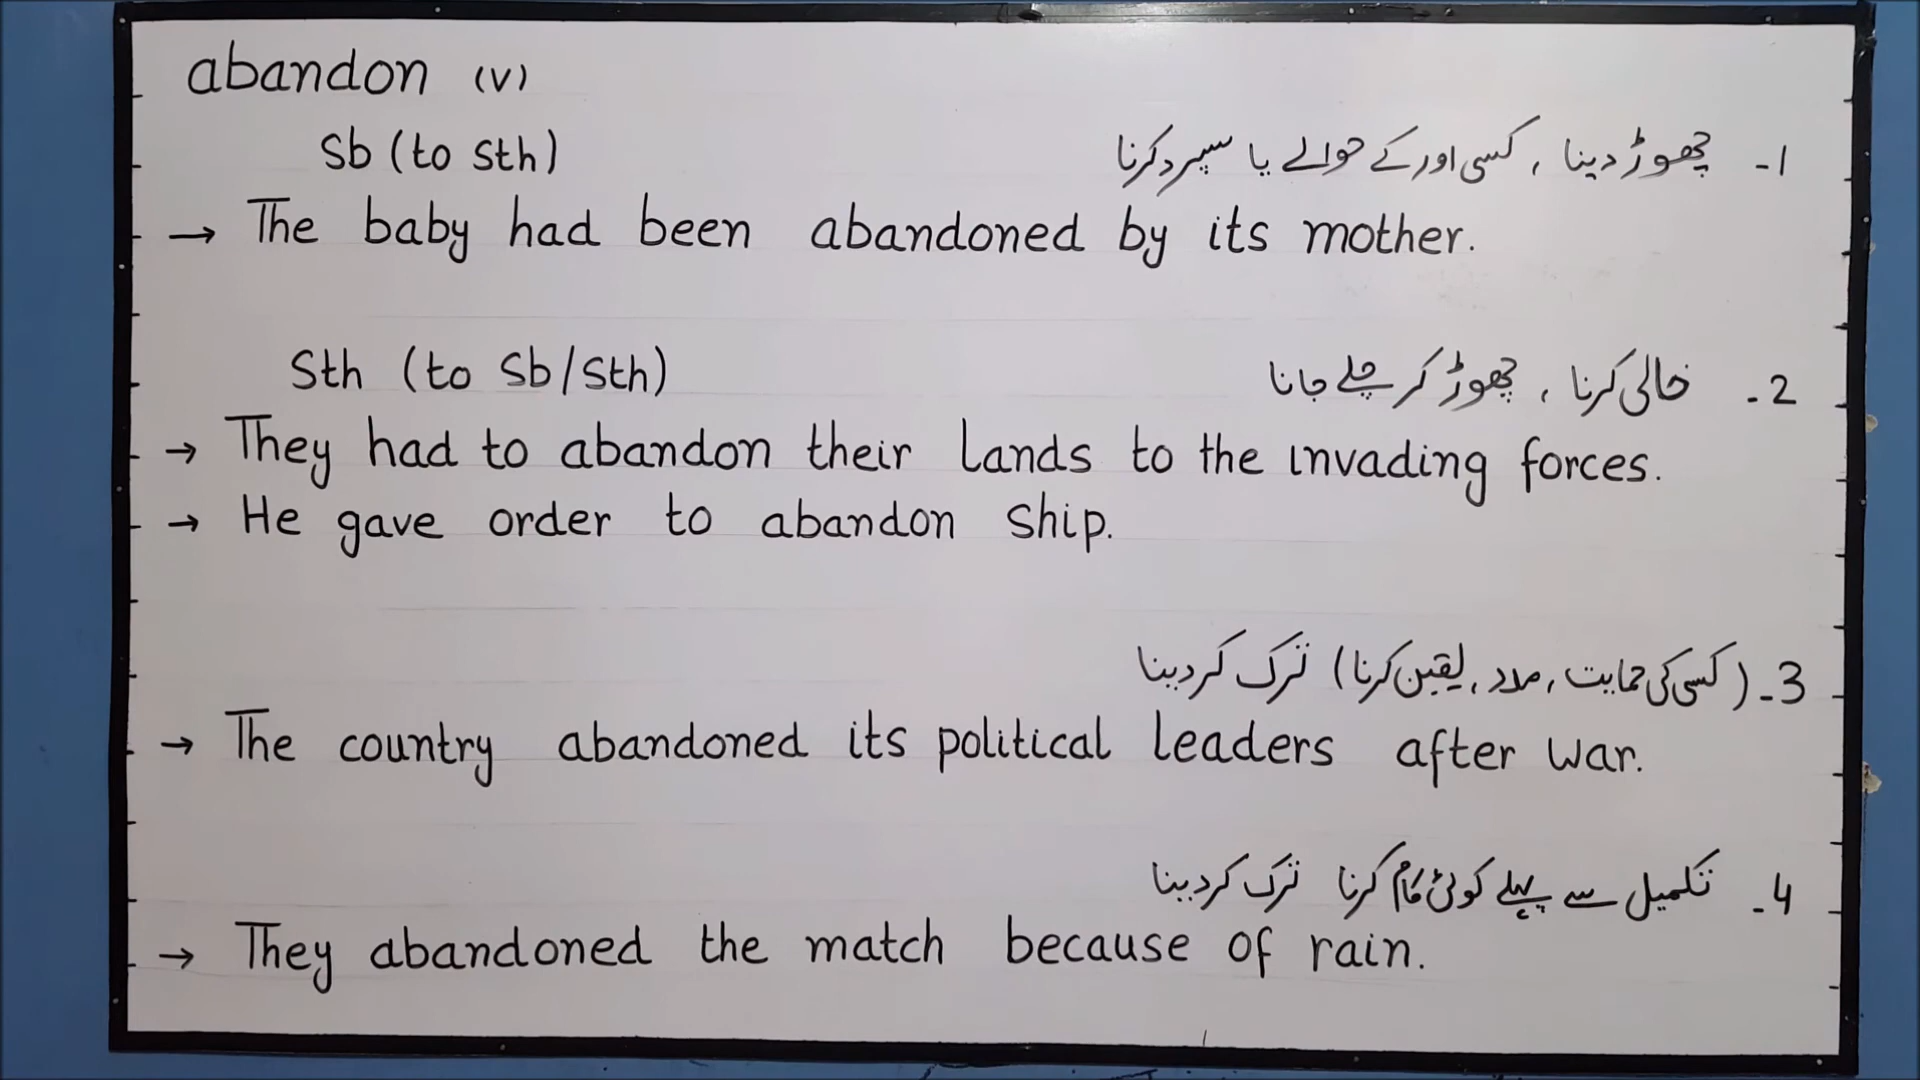 abandon (v)
Sb (to sth) 1- چھوڑ دینا ، کسی اور کے حوالے یا سپرد کرنا
→ The baby had been abandoned by its mother.
Sth (to Sb/Sth) 2- خالی کرنا ، چھوڑ کر چلے جانا
→ They had to abandon their lands to the invading forces.
→ He gave order to abandon ship.
3- (کسی کی حمایت، مدد، یقین کرنا) ترک کر دینا
→ The country abandoned its political leaders after war.
4- تکمیل سے پہلے کوئی کام کرنا ترک کر دینا
→ They abandoned the match because of rain.